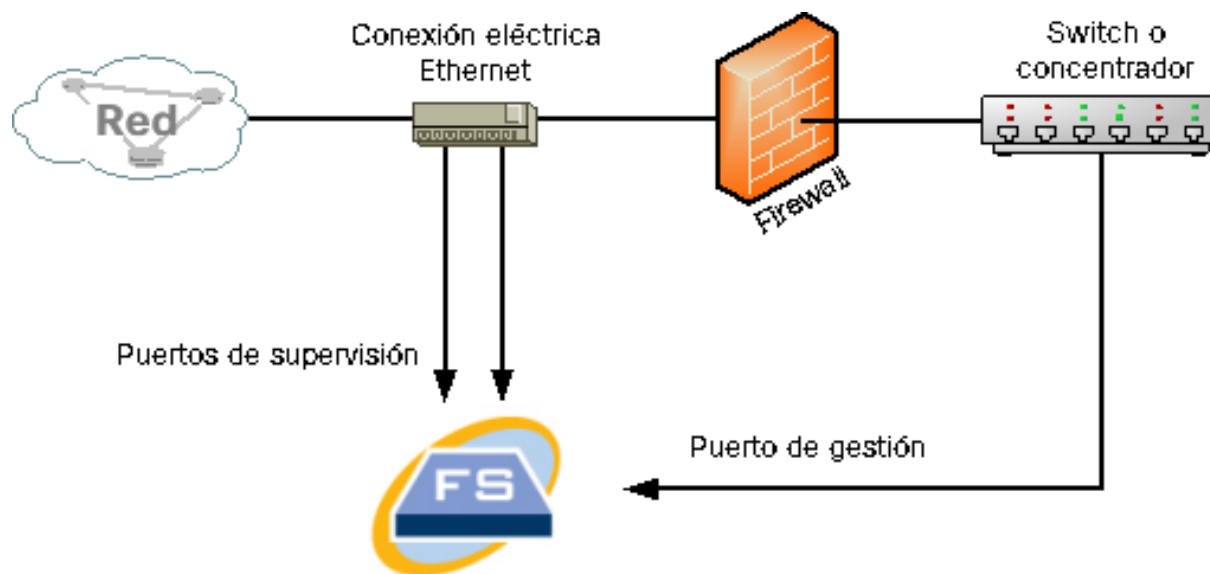 Conexión eléctrica
Ethernet
Switch o
concentrador
Red
Firewall
Puertos de supervisión
Puerto de gestión
FS